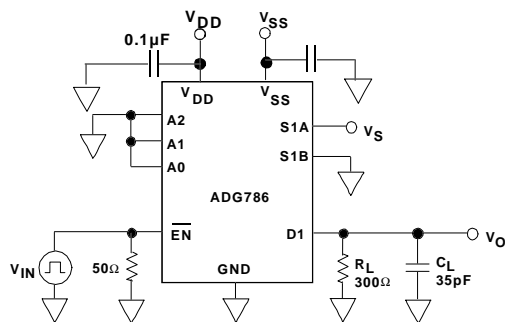 VDD
VSS
0.1µF
VDD
VSS
A2
A1
A0
S1A
VS
S1B
ADG786
EN
D1
VO
VIN
50Ω
GND
RL
300Ω
CL
35pF